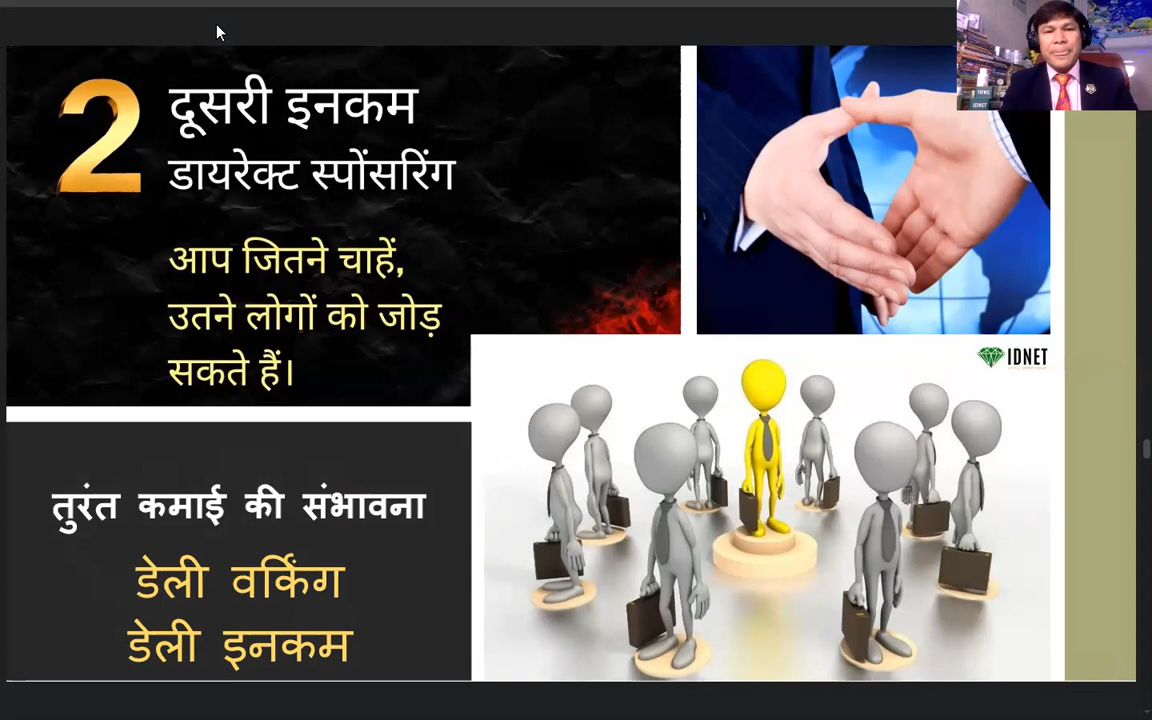 2
दूसरी इनकम
डायरेक्ट स्पोंसरिंग
आप जितने चाहें,
उतने लोगों को जोड़
सकते हैं।
IDNET
तुरंत कमाई की संभावना
डेली वर्किंग
डेली इनकम